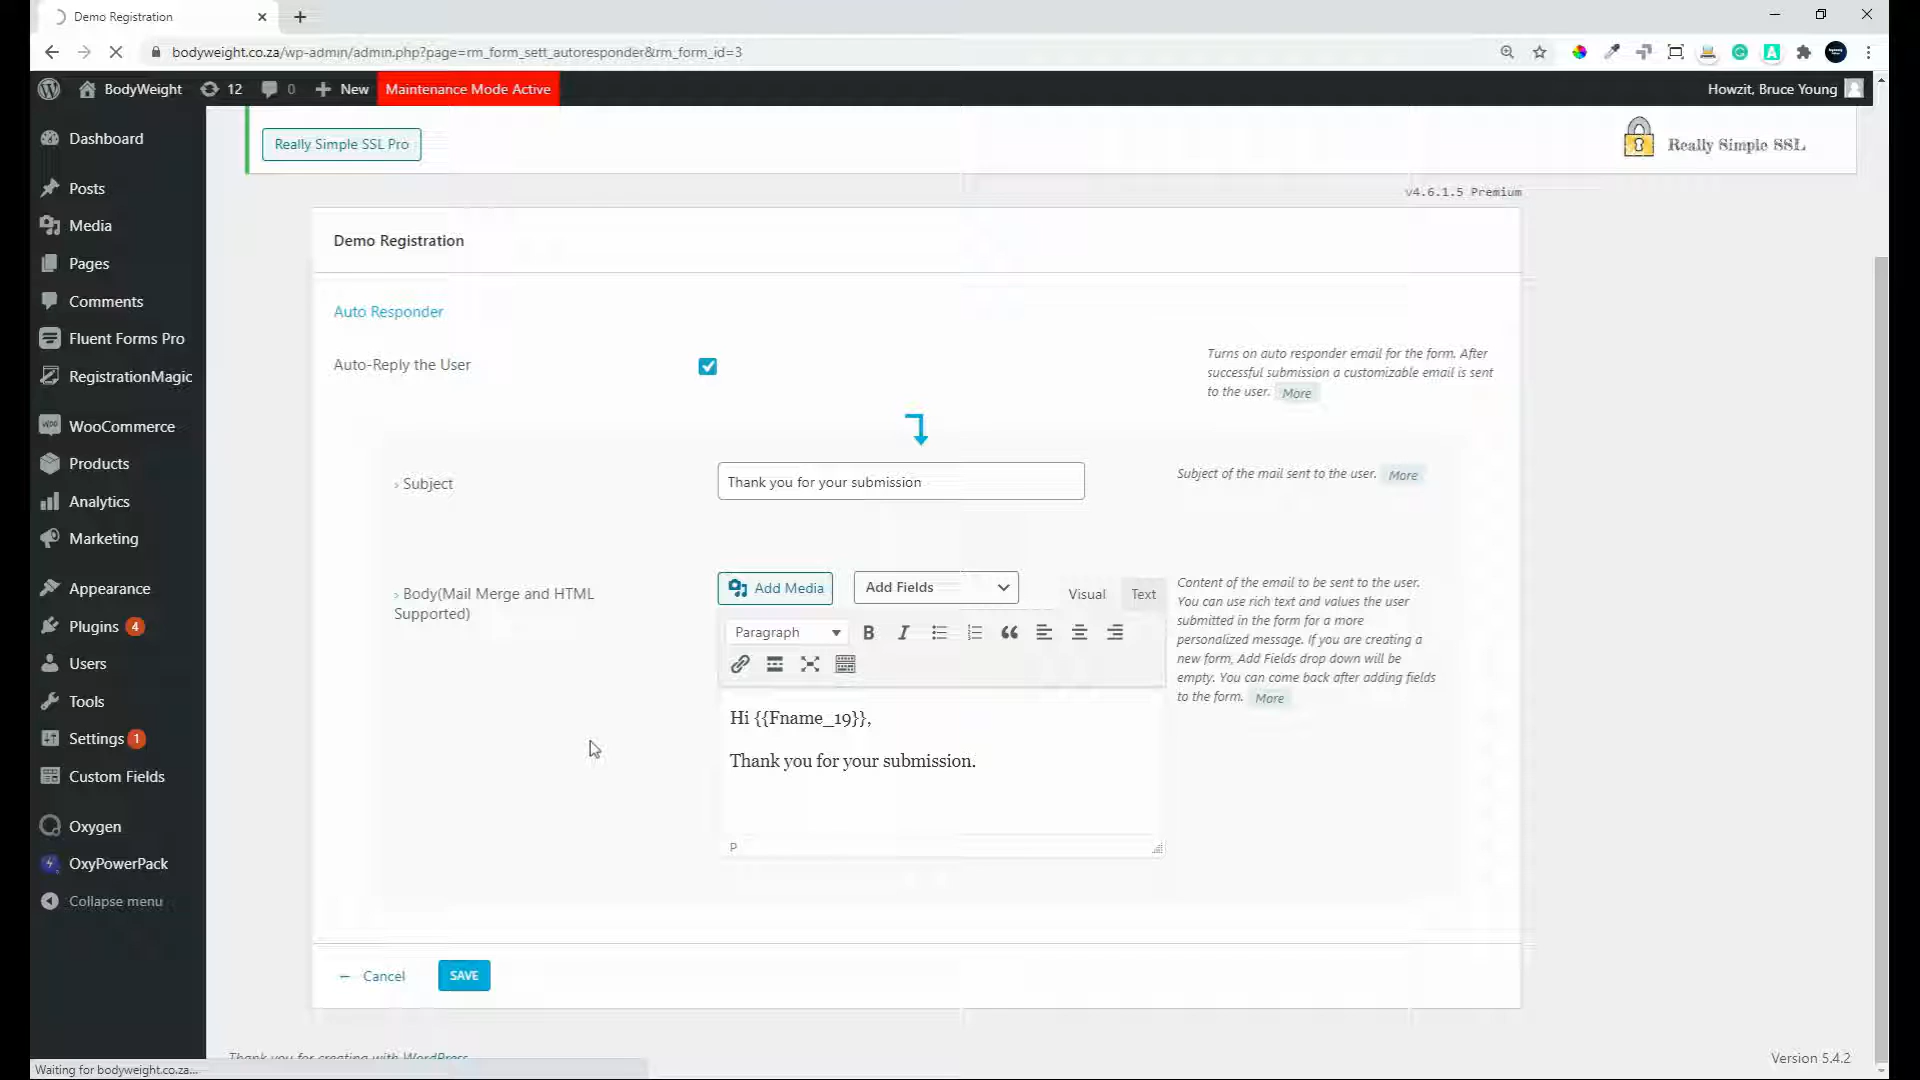 Demo Registration
bodyweight.co.za/wp-admin/admin.php?page=rm_form_sett_autoresponder&rm_form_id=3
BodyWeight 12 0 New Maintenance Mode Active Howzit, Bruce Young
Dashboard
Posts
Media
Pages
Comments
Fluent Forms Pro
RegistrationMagic
WooCommerce
Products
Analytics
Marketing
Appearance
Plugins 4
Users
Tools
Settings 1
Custom Fields
Oxygen
OxyPowerPack
Collapse menu
Really Simple SSL Pro
Really Simple SSL
v4.6.1.5 Premium
Demo Registration
Auto Responder
Auto-Reply the User
Turns on auto responder email for the form. After
successful submission a customizable email is sent
to the user. More
› Subject
Thank you for your submission
Subject of the mail sent to the user. More
› Body(Mail Merge and HTML
Supported)
Add Media Add Fields Visual Text
Paragraph
Hi {{Fname_19}},
Thank you for your submission.
P
Content of the email to be sent to the user.
You can use rich text and values the user
submitted in the form for a more
personalized message. If you are creating a
new form, Add Fields drop down will be
empty. You can come back after adding fields
to the form. More
← Cancel SAVE
Thank you for creating with WordPress
Version 5.4.2
Waiting for bodyweight.co.za...